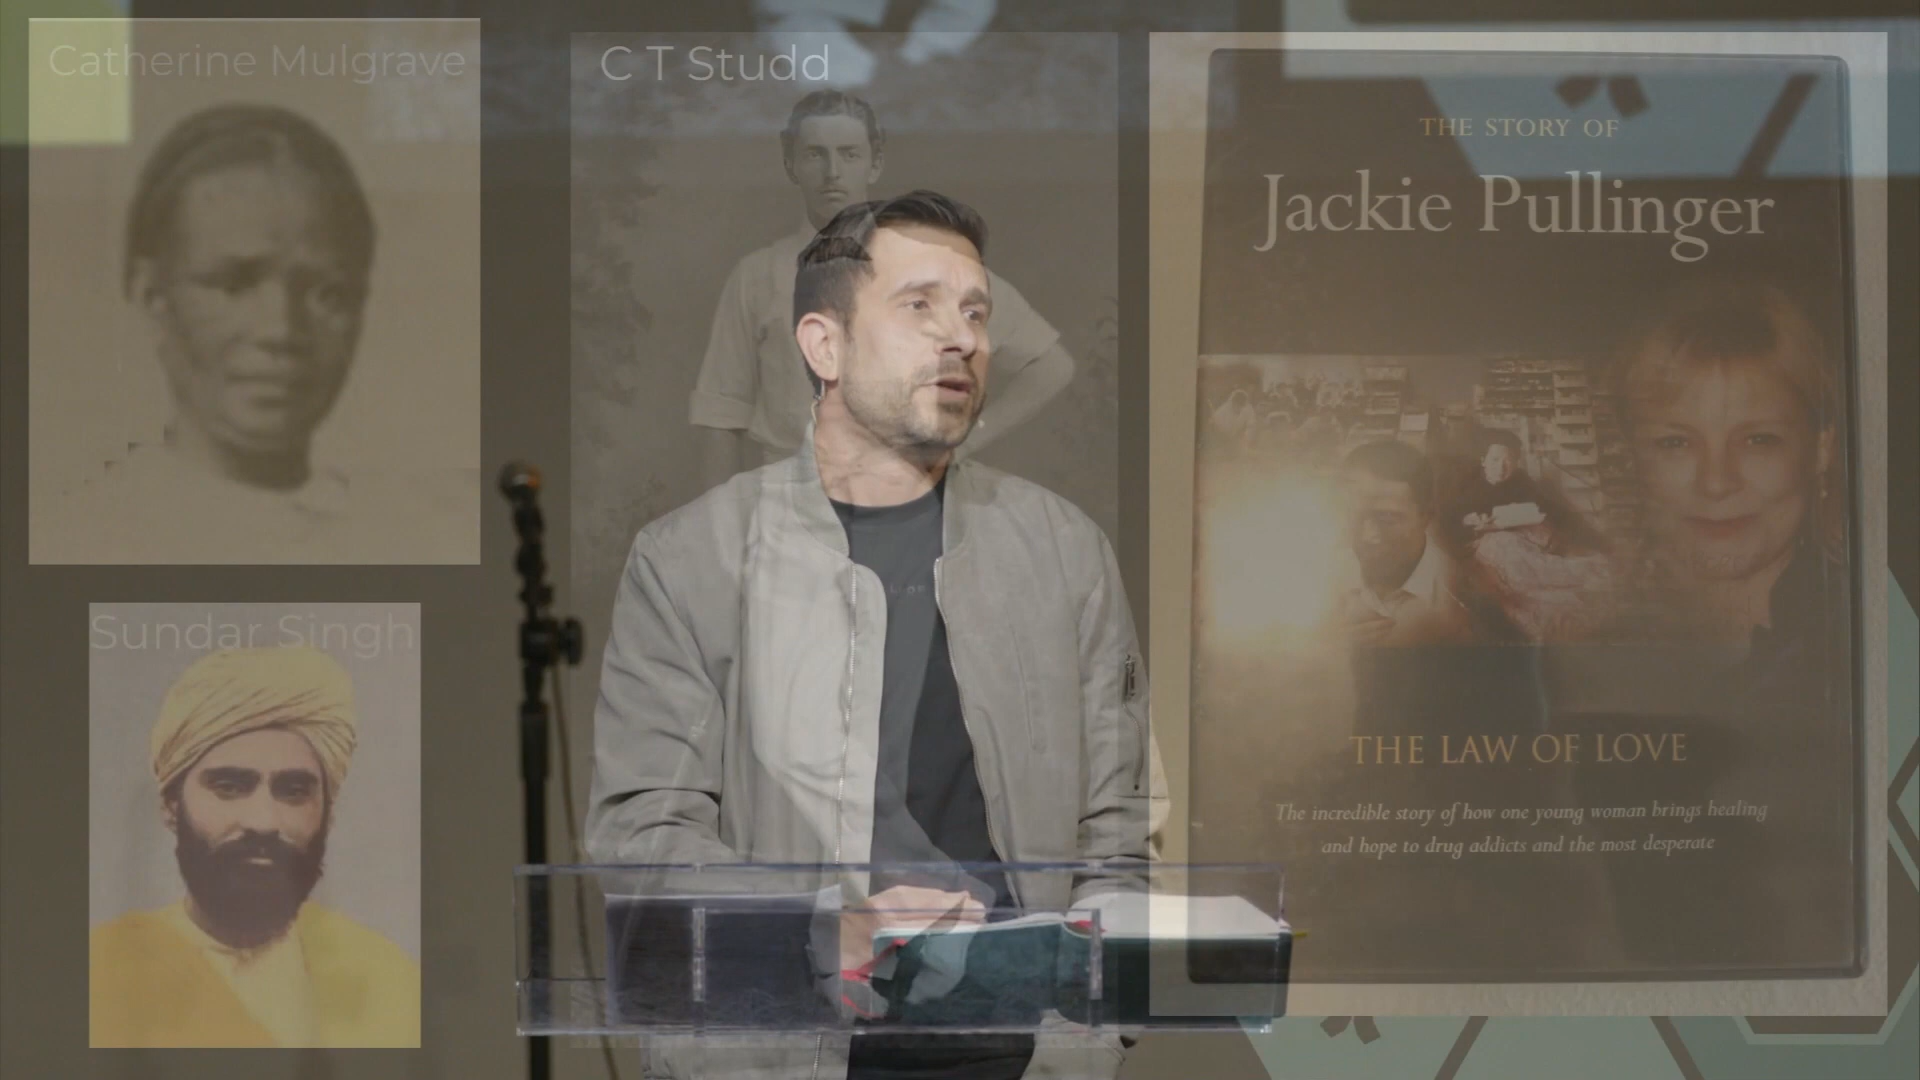 Catherine Mulgrave
C T Studd
Sundar Singh
THE STORY OF
Jackie Pullinger
THE LAW OF LOVE
The incredible story of how one young woman brings healing
and hope to drug addicts and the most desperate